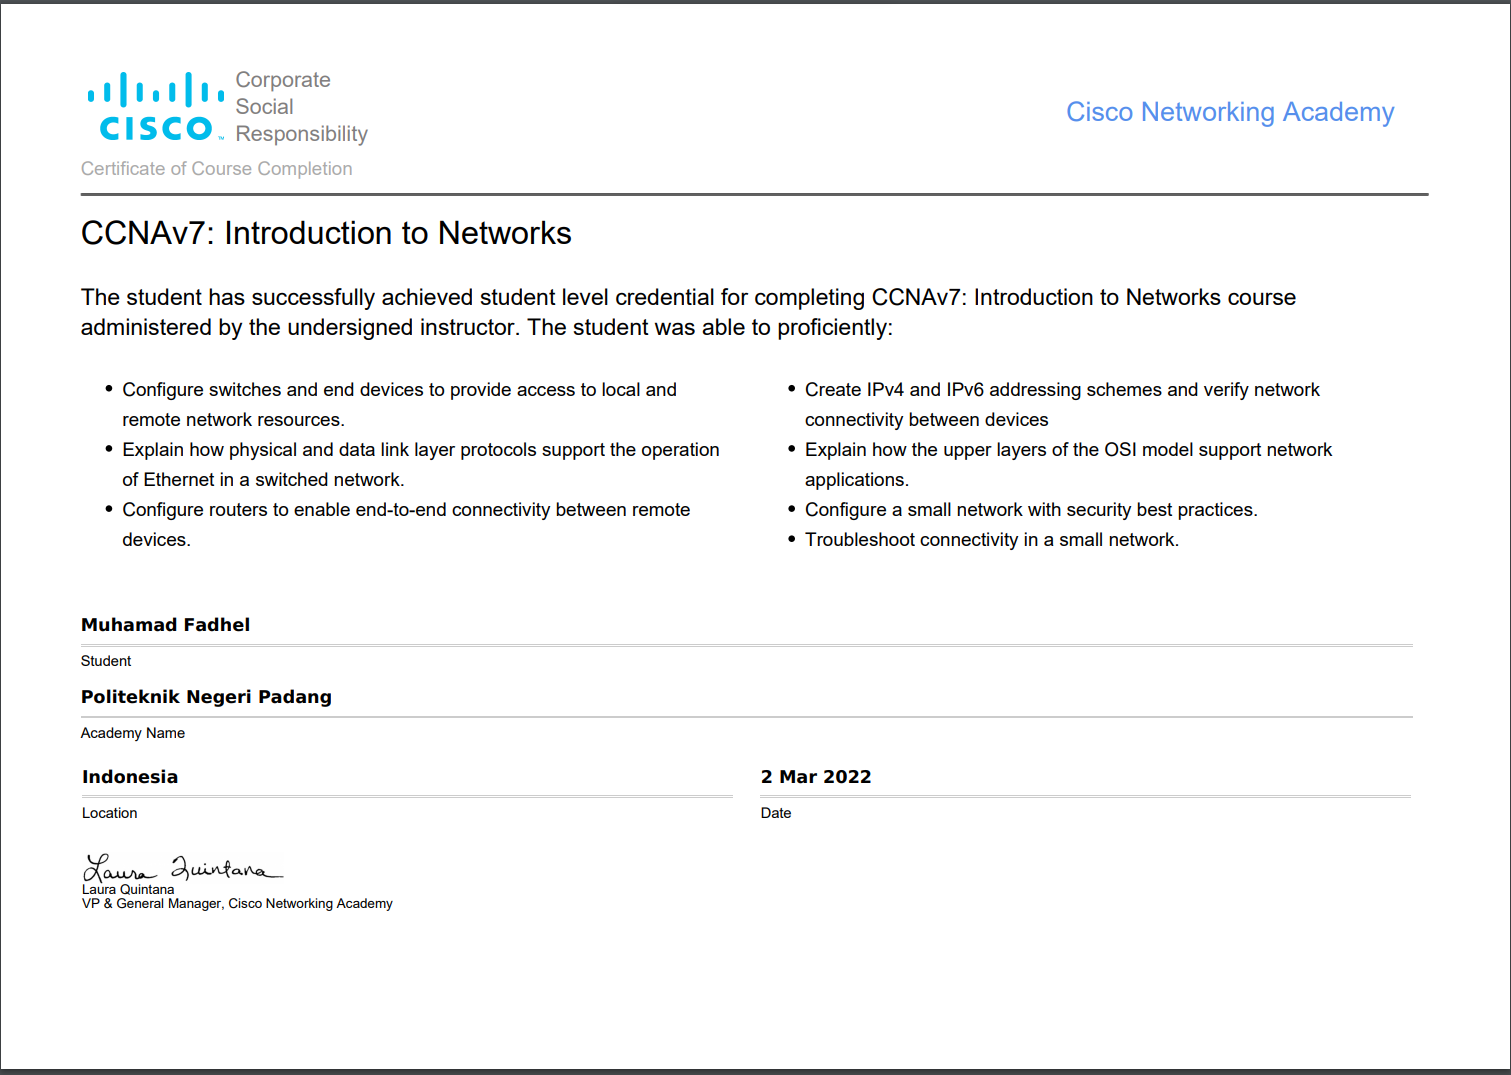 Corporate
Social
Responsibility
CISCO™
Cisco Networking Academy
Certificate of Course Completion
CCNAv7: Introduction to Networks
The student has successfully achieved student level credential for completing CCNAv7: Introduction to Networks course
administered by the undersigned instructor. The student was able to proficiently:
• Configure switches and end devices to provide access to local and
remote network resources.
• Explain how physical and data link layer protocols support the operation
of Ethernet in a switched network.
• Configure routers to enable end-to-end connectivity between remote
devices.
• Create IPv4 and IPv6 addressing schemes and verify network
connectivity between devices
• Explain how the upper layers of the OSI model support network
applications.
• Configure a small network with security best practices.
• Troubleshoot connectivity in a small network.
Muhamad Fadhel
Student
Politeknik Negeri Padang
Academy Name
Indonesia
Location
2 Mar 2022
Date
Laura Quintana
Laura Quintana
VP & General Manager, Cisco Networking Academy